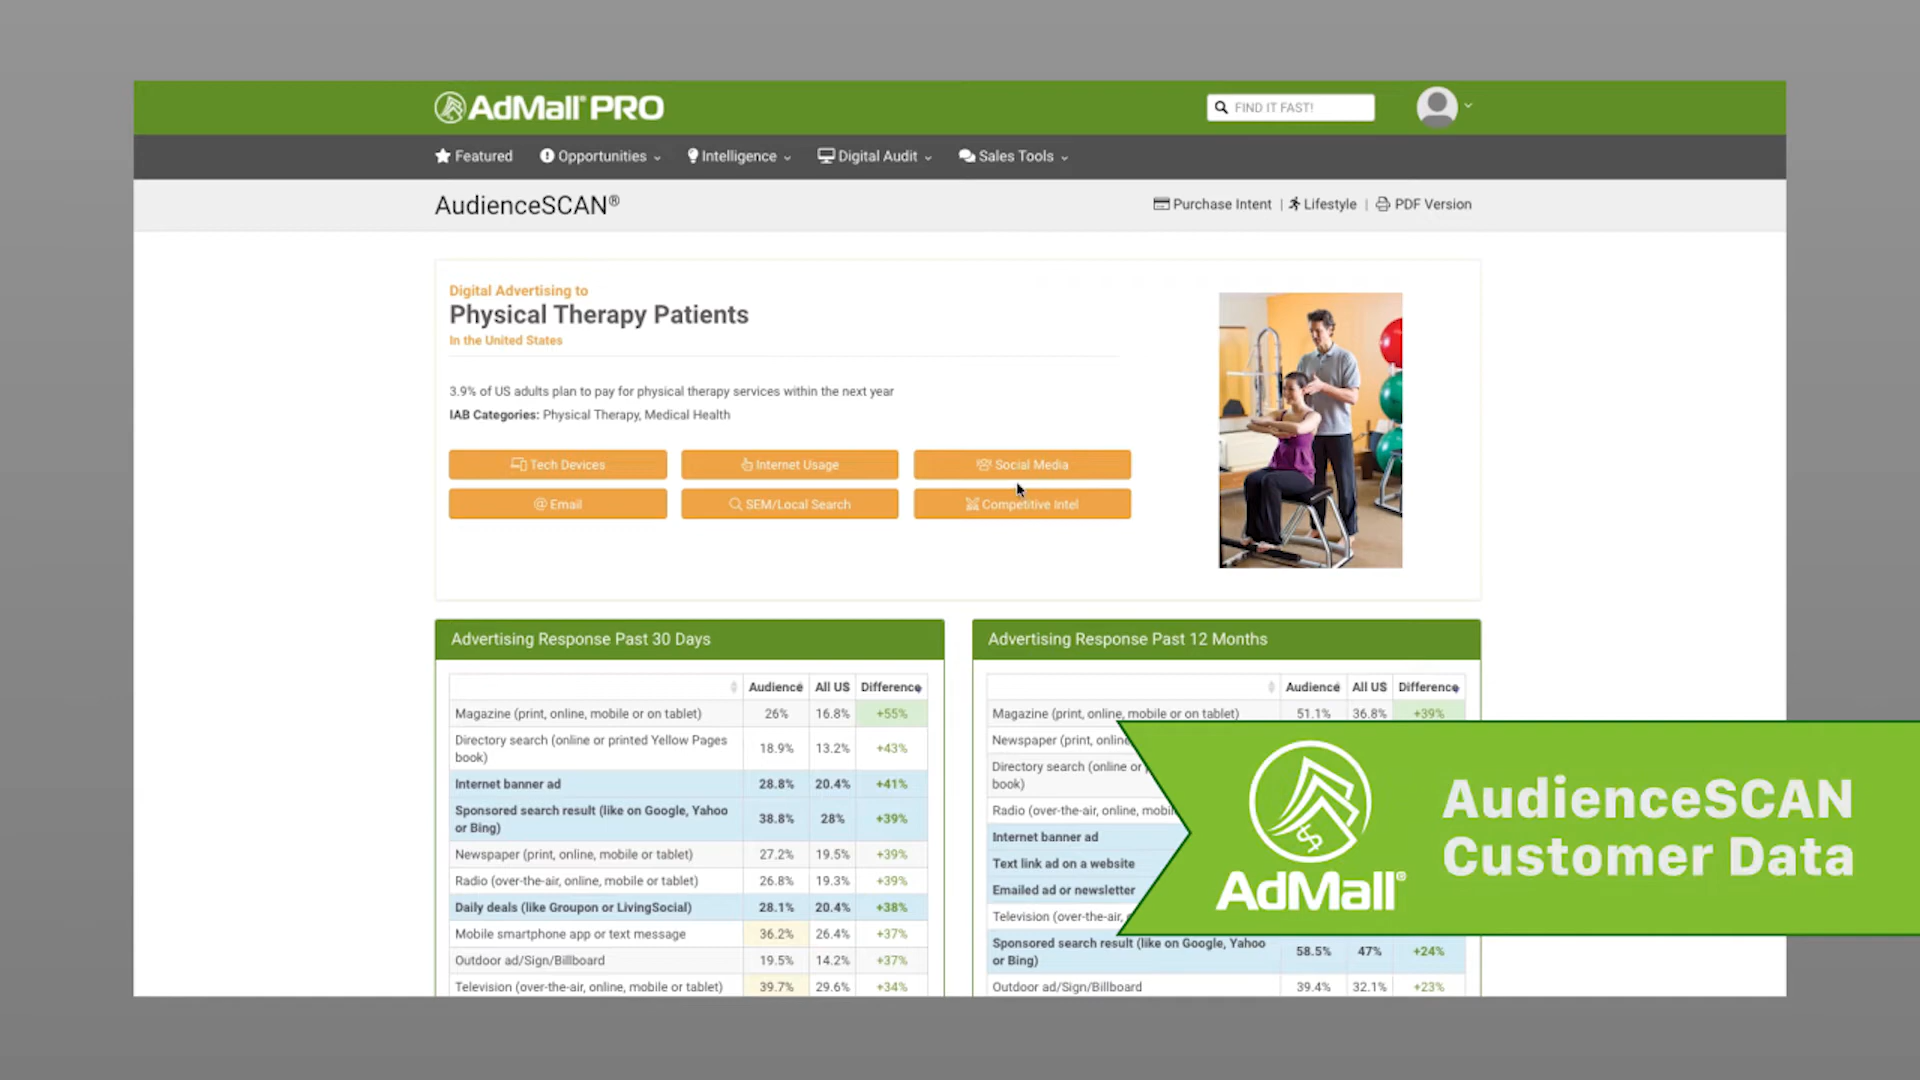 AdMall® PRO
FIND IT FAST!
Featured Opportunities Intelligence Digital Audit Sales Tools
AudienceSCAN®
Purchase Intent | Lifestyle | PDF Version
Digital Advertising to
Physical Therapy Patients
In the United States
3.9% of US adults plan to pay for physical therapy services within the next year
IAB Categories: Physical Therapy, Medical Health
Tech Devices Internet Usage Social Media
Email SEM/Local Search Competitive Intel
Advertising Response Past 30 Days
Audience All US Difference
Magazine (print, online, mobile or on tablet) 26% 16.8% +55%
Directory search (online or printed Yellow Pages
book) 18.9% 13.2% +43%
Internet banner ad 28.8% 20.4% +41%
Sponsored search result (like on Google, Yahoo
or Bing) 38.8% 28% +39%
Newspaper (print, online, mobile or tablet) 27.2% 19.5% +39%
Radio (over-the-air, online, mobile or tablet) 26.8% 19.3% +39%
Daily deals (like Groupon or LivingSocial) 28.1% 20.4% +38%
Mobile smartphone app or text message 36.2% 26.4% +37%
Outdoor ad/Sign/Billboard 19.5% 14.2% +37%
Television (over-the-air, online, mobile or tablet) 39.7% 29.6% +34%
Advertising Response Past 12 Months
Audience All US Difference
Magazine (print, online, mobile or on tablet) 51.1% 36.8% +39%
Newspaper (print, online
Directory search (online or
book)
Radio (over-the-air, online, mobil
Internet banner ad
Text link ad on a website
Emailed ad or newsletter
Television (over-the-air,
Sponsored search result (like on Google, Yahoo
or Bing) 58.5% 47% +24%
Outdoor ad/Sign/Billboard 39.4% 32.1% +23%
AdMall®
AudienceSCAN
Customer Data